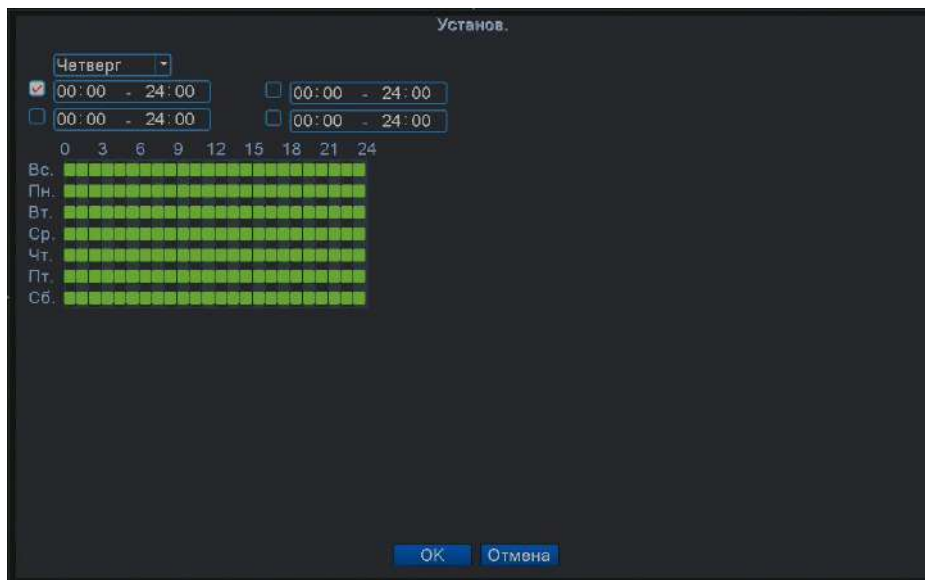 Установ.
Четверг
00:00 - 24:00 00:00 - 24:00
00:00 - 24:00 00:00 - 24:00
0 3 6 9 12 15 18 21 24
Вс.
Пн.
Вт.
Ср.
Чт.
Пт.
Сб.
OK Отмена